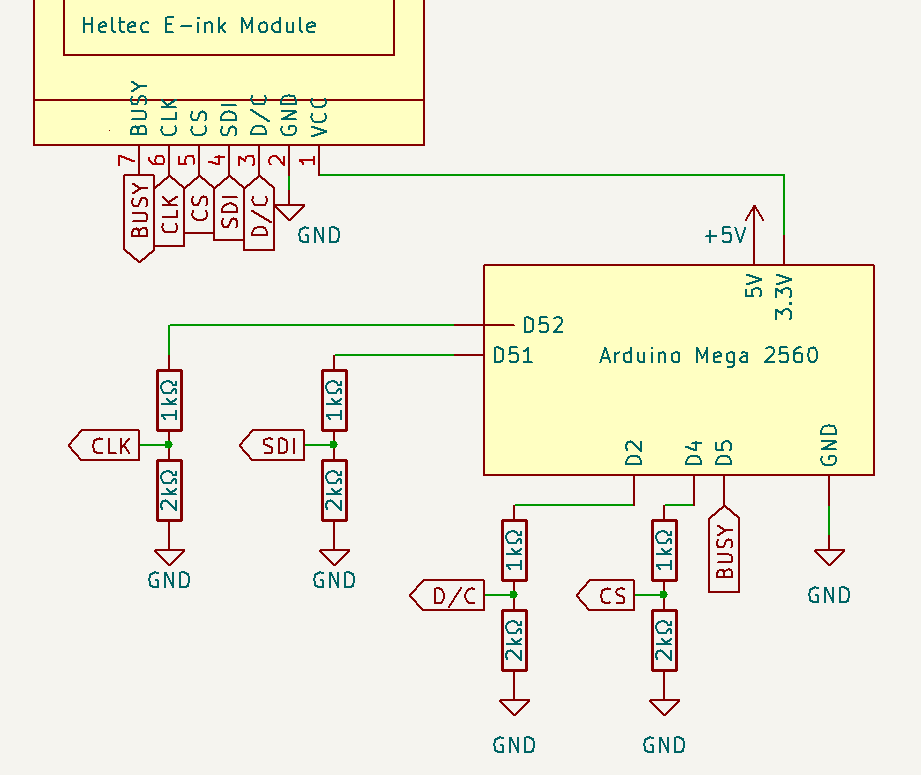 Heltec E-ink Module
BUSY
CLK
CS
SDI
D/C
GND
VCC
7
6
5
4
3
2
1
BUSY
CLK
CS
SDI
D/C
GND
+5V
5V
3.3V
D52
D51
Arduino Mega 2560
1kΩ
1kΩ
CLK
SDI
D2
D4
D5
GND
2kΩ
2kΩ
GND
GND
1kΩ
1kΩ
BUSY
D/C
CS
GND
2kΩ
2kΩ
GND
GND